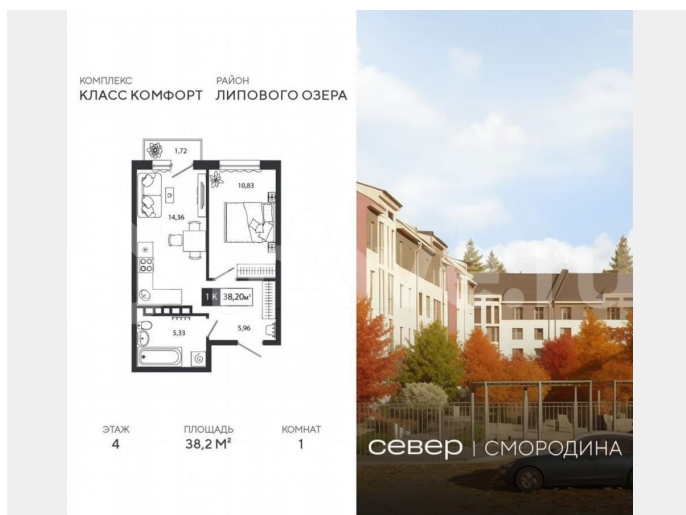 КОМПЛЕКС
КЛАСС КОМФОРТ
РАЙОН
ЛИПОВОГО ОЗЕРА
1,72
10,83
14,36
1 К 38,20м²
5,33
5,96
ЭТАЖ
4
ПЛОЩАДЬ
38,2 М²
КОМНАТ
1
север | СМОРОДИНА